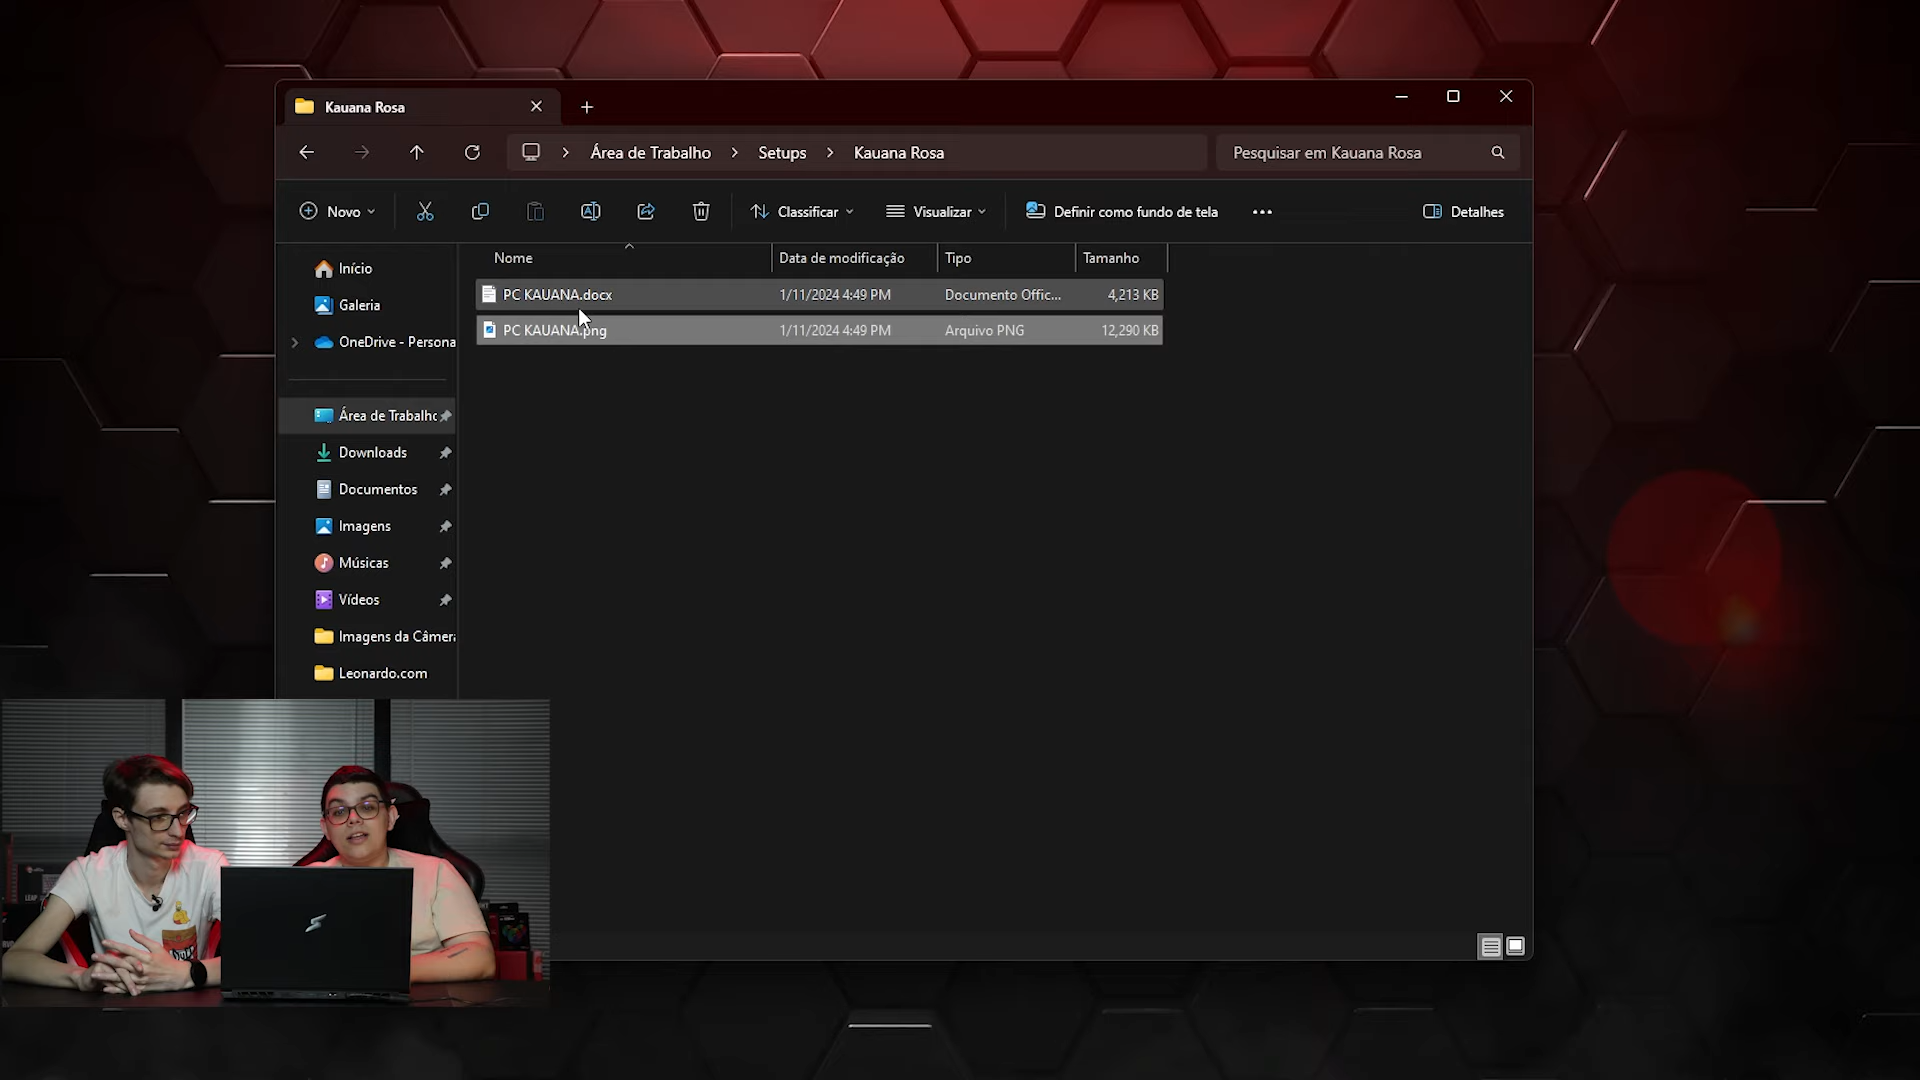 Kauana Rosa
Área de Trabalho > Setups > Kauana Rosa
Pesquisar em Kauana Rosa
Novo
Classificar
Visualizar
Definir como fundo de tela
Detalhes
Nome
Data de modificação
Tipo
Tamanho
PC KAUANA.docx
1/11/2024 4:49 PM
Documento Offic...
4,213 KB
PC KAUANA.png
1/11/2024 4:49 PM
Arquivo PNG
12,290 KB
Início
Galeria
OneDrive - Persona
Área de Trabalho
Downloads
Documentos
Imagens
Músicas
Vídeos
Imagens da Câmera
Leonardo.com